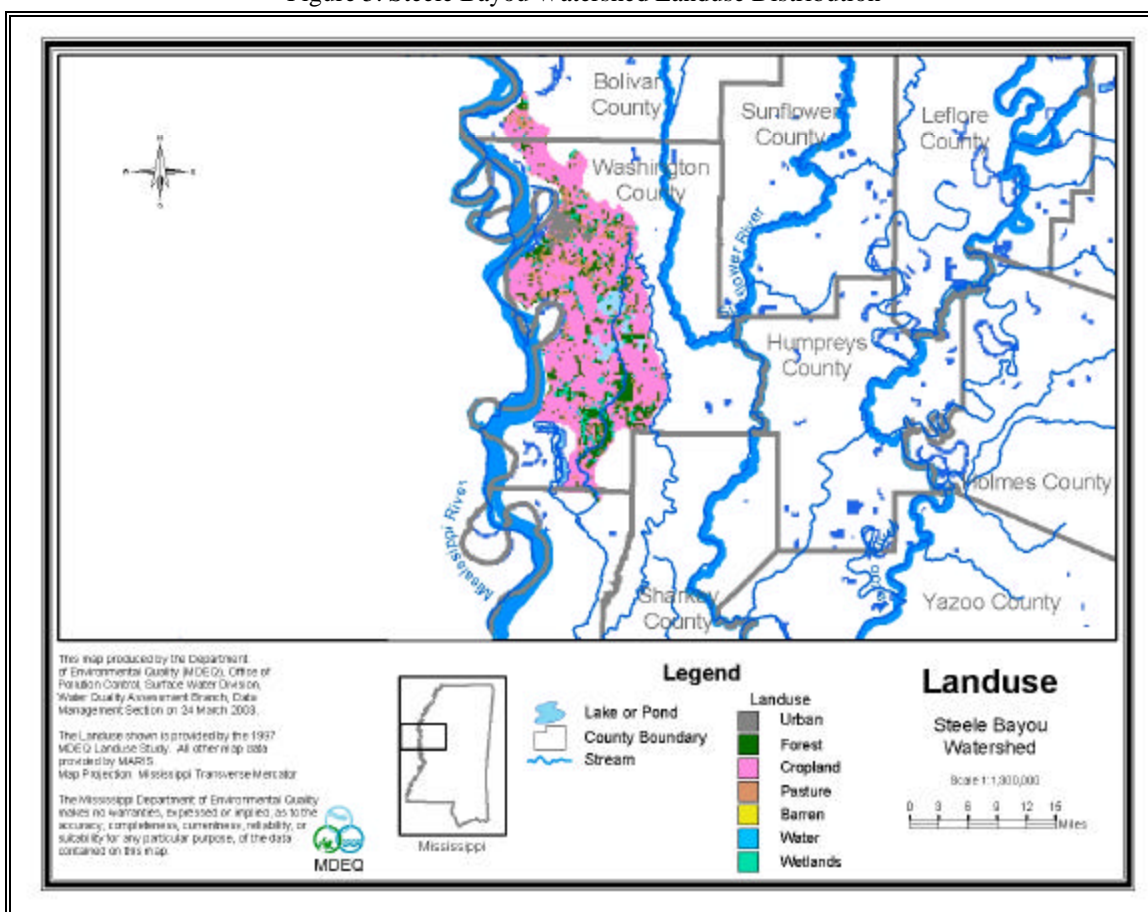 Figure 3. Steele Bayou Watershed Landuse Distribution
Bolivar
County
Sunflower
County
Leflore
County
Washington
County
Humpreys
County
Holmes County
Mississippi River
Sharkey
County
Yazoo County
N
W
E
S
This map produced by the Department
of Environmental Quality (MDEQ), Office of
Pollution Control, Surface Water Division,
Water Quality Assessment Branch, Data
Management Section on 24 March 2003.
The Landuse shown is provided by the 1997
MDEQ Landuse Study. All other map data
provided by MARIS.
Map Projection: Mississippi Transverse Mercator
The Mississippi Department of Environmental Quality
makes no warranties, expressed or implied, as to the
accuracy, completeness, currentness, reliability, or
suitability for any particular purpose, of the data
contained on this map.
MDEQ
Mississippi
Legend
Lake or Pond
County Boundary
Stream
Landuse
Urban
Forest
Cropland
Pasture
Barren
Water
Wetlands
Landuse
Steele Bayou
Watershed
Scale 1:1,300,000
0 3 6 9 12 15
Miles